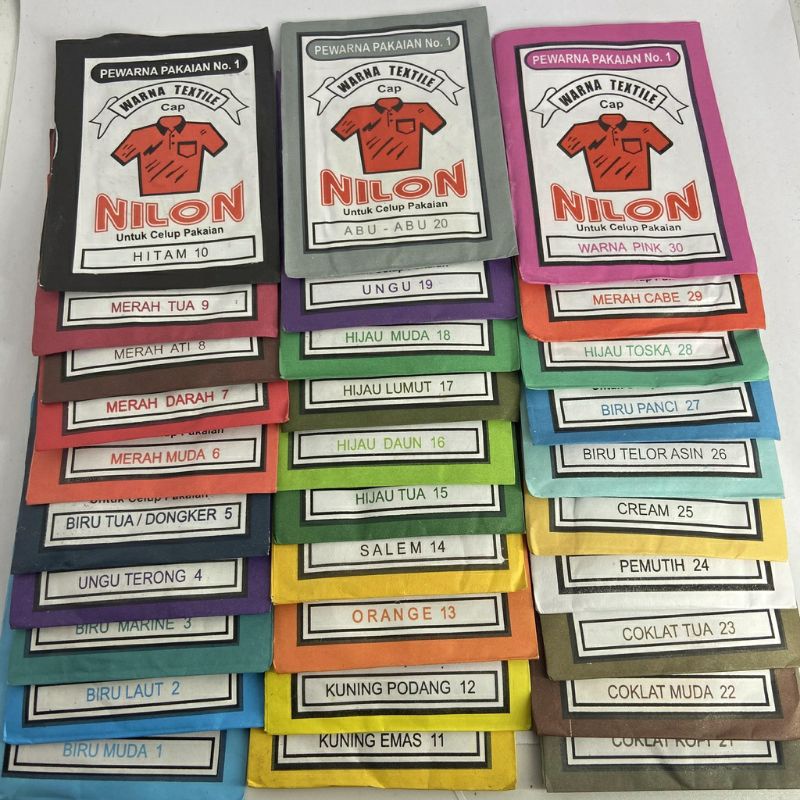 PEWARNA PAKAIAN No. 1
WARNA TEXTILE
Cap
NILON
Untuk Celup Pakaian
HITAM 10
MERAH TUA 9
MERAH ATI 8
MERAH DARAH 7
MERAH MUDA 6
Untuk Celup Pakaian
BIRU TUA / DONGKER 5
UNGU TERONG 4
BIRU MARINE 3
BIRU LAUT 2
BIRU MUDA 1
PEWARNA PAKAIAN No. 1
WARNA TEXTILE
Cap
NILON
Untuk Celup Pakaian
ABU - ABU 20
UNGU 19
HIJAU MUDA 18
HIJAU LUMUT 17
HIJAU DAUN 16
HIJAU TUA 15
SALEM 14
ORANGE 13
KUNING PODANG 12
KUNING EMAS 11
PEWARNA PAKAIAN No. 1
WARNA TEXTILE
Cap
NILON
Untuk Celup Pakaian
WARNA PINK 30
MERAH CABE 29
HIJAU TOSKA 28
BIRU PANCI 27
BIRU TELOR ASIN 26
CREAM 25
PEMUTIH 24
COKLAT TUA 23
COKLAT MUDA 22
COKLAT KOPI 21